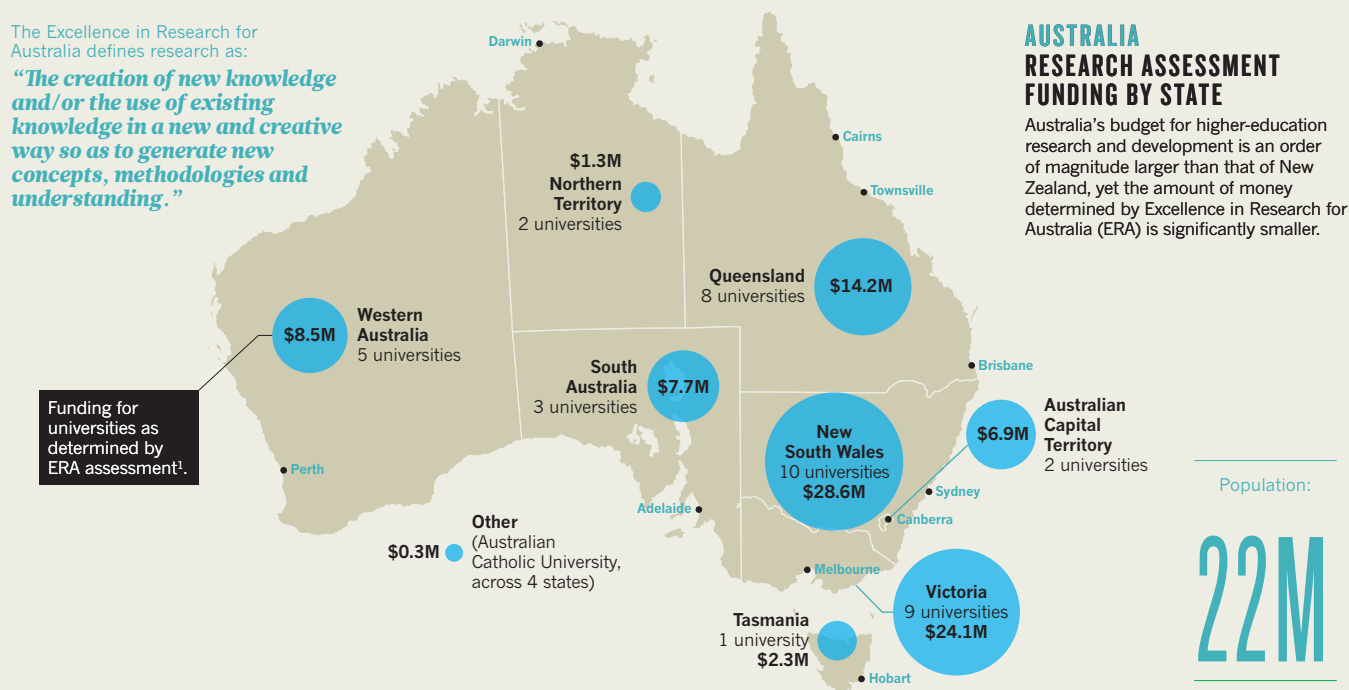 The Excellence in Research for
Australia defines research as:
“The creation of new knowledge
and/or the use of existing
knowledge in a new and creative
way so as to generate new
concepts, methodologies and
understanding.”
AUSTRALIA
RESEARCH ASSESSMENT
FUNDING BY STATE
Australia’s budget for higher-education
research and development is an order
of magnitude larger than that of New
Zealand, yet the amount of money
determined by Excellence in Research for
Australia (ERA) is significantly smaller.
Darwin
Cairns
Townsville
$1.3M
Northern
Territory
2 universities
Queensland
8 universities
$14.2M
$8.5M
Western
Australia
5 universities
Funding for
universities as
determined by
ERA assessment¹.
South
Australia
3 universities
$7.7M
Brisbane
New
South Wales
10 universities
$28.6M
$6.9M
Australian
Capital
Territory
2 universities
Perth
Adelaide
Sydney
Canberra
$0.3M
Other
(Australian
Catholic University,
across 4 states)
Melbourne
Victoria
9 universities
$24.1M
Tasmania
1 university
$2.3M
Hobart
Population:
22M